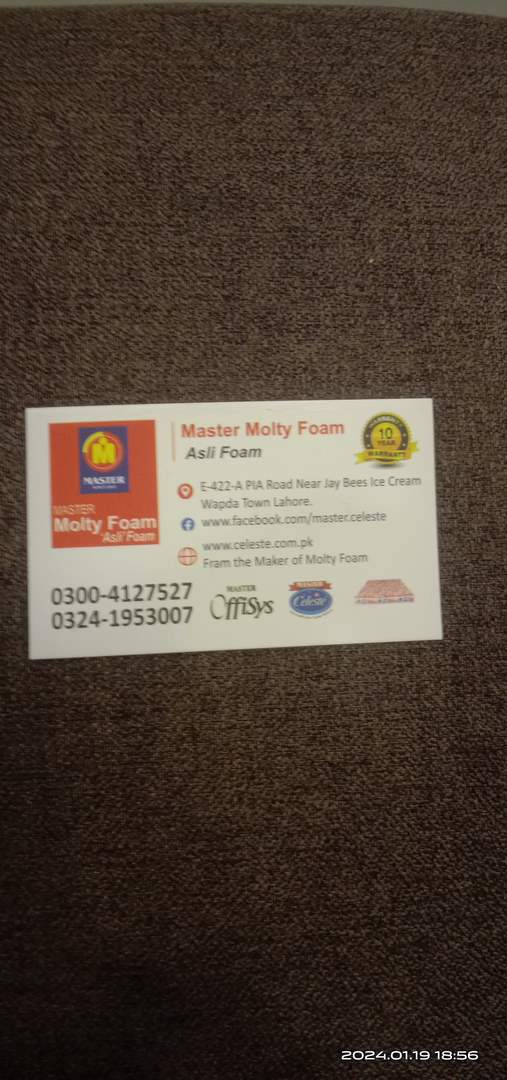 MASTER
MASTER
Molty Foam
'Asli' Foam
Master Molty Foam
Asli Foam
10
YEAR
WARRANTY
E-422-A PIA Road Near Jay Bees Ice Cream
Wapda Town Lahore.
www.facebook.com/master.celeste
www.celeste.com.pk
Fram the Maker of Molty Foam
0300-4127527
0324-1953007
MASTER
OffiSys
MASTER
Celeste
2024.01.19 18:56